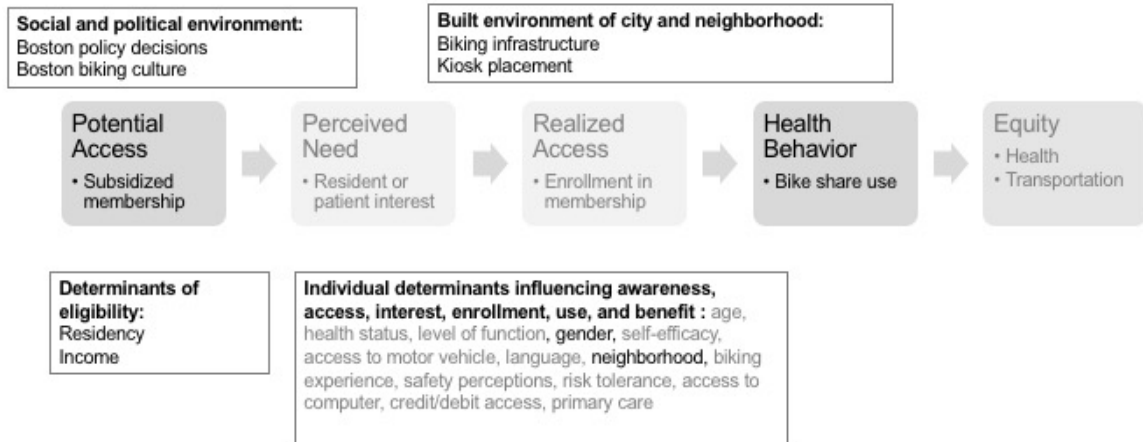 Social and political environment:
Boston policy decisions
Boston biking culture
Built environment of city and neighborhood:
Biking infrastructure
Kiosk placement
Potential
Access
• Subsidized
membership
Perceived
Need
• Resident or
patient interest
Realized
Access
• Enrollment in
membership
Health
Behavior
• Bike share use
Equity
• Health
• Transportation
Determinants of
eligibility:
Residency
Income
Individual determinants influencing awareness,
access, interest, enrollment, use, and benefit : age,
health status, level of function, gender, self-efficacy,
access to motor vehicle, language, neighborhood, biking
experience, safety perceptions, risk tolerance, access to
computer, credit/debit access, primary care